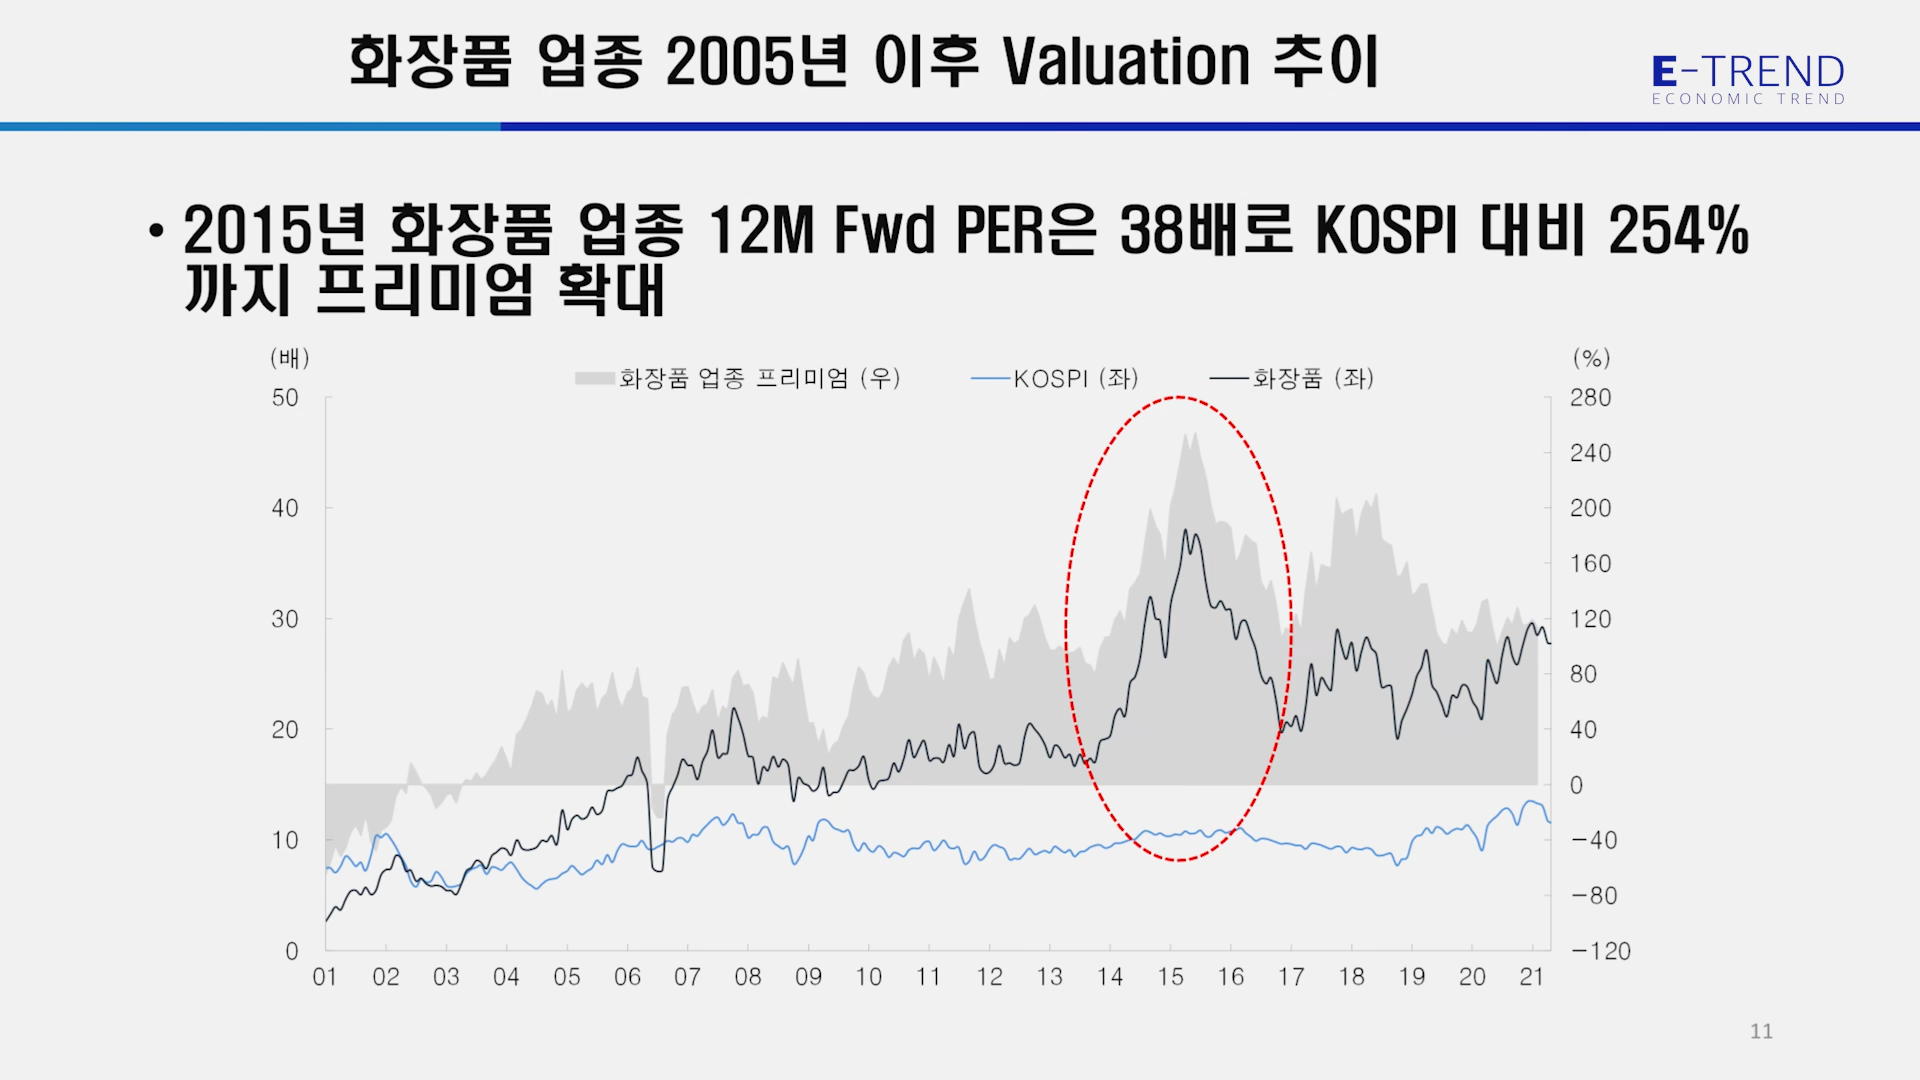 화장품 업종 2005년 이후 Valuation 추이
E-TREND
ECONOMIC TREND
• 2015년 화장품 업종 12M Fwd PER은 38배로 KOSPI 대비 254%
까지 프리미엄 확대
(배)
(%)
화장품 업종 프리미엄 (우)
KOSPI (좌)
화장품 (좌)
50
40
30
20
10
0
280
240
200
160
120
80
40
0
−40
−80
−120
01 02 03 04 05 06 07 08 09 10 11 12 13 14 15 16 17 18 19 20 21
11